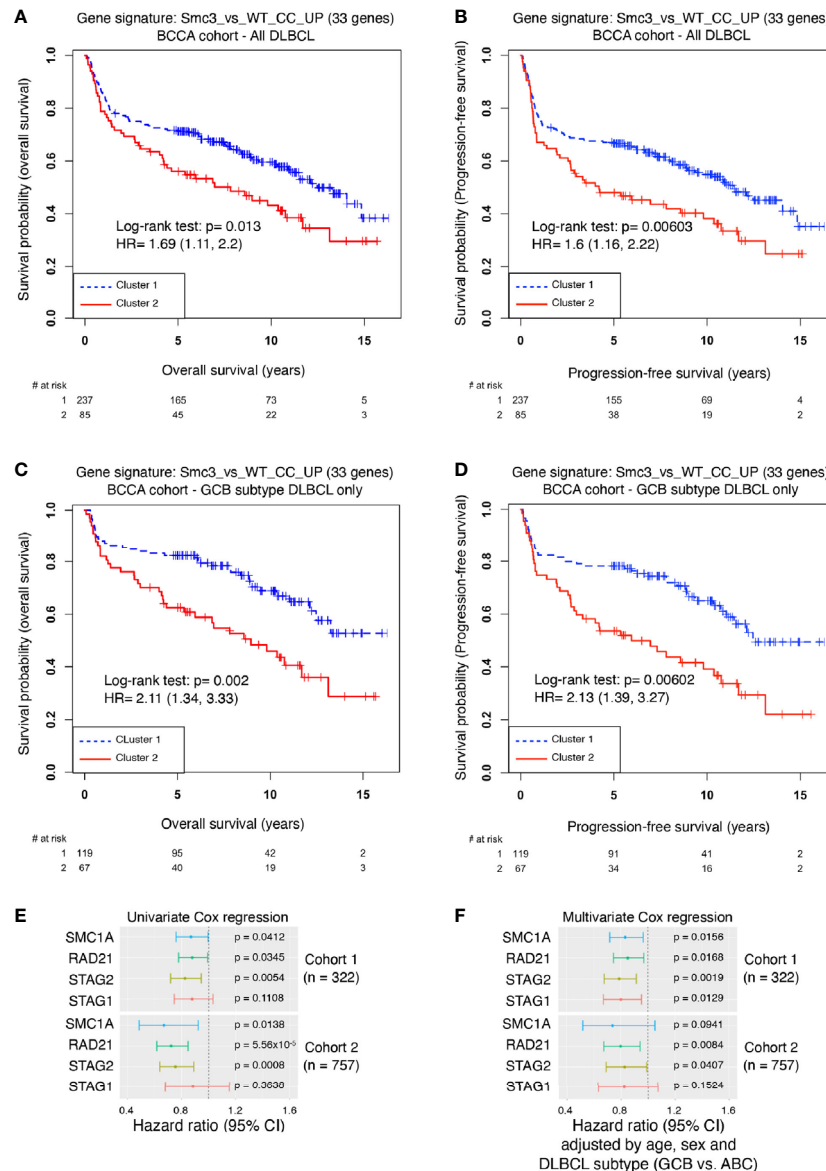 A
Gene signature: Smc3_vs_WT_CC_UP (33 genes)
BCCA cohort - All DLBCL
Survival probability (overall survival)
1.0
0.8
0.6
0.4
0.2
0.0
Log-rank test: p= 0.013
HR= 1.69 (1.11, 2.2)
Cluster 1
Cluster 2
0 5 10 15
Overall survival (years)
# at risk
1 237 165 73 5
2 85 45 22 3
B
Gene signature: Smc3_vs_WT_CC_UP (33 genes)
BCCA cohort - All DLBCL
Survival probability (Progression-free survival)
1.0
0.8
0.6
0.4
0.2
0.0
Log-rank test: p= 0.00603
HR= 1.6 (1.16, 2.22)
Cluster 1
Cluster 2
0 5 10 15
Progression-free survival (years)
# at risk
1 237 155 69 4
2 85 38 19 2
C
Gene signature: Smc3_vs_WT_CC_UP (33 genes)
BCCA cohort - GCB subtype DLBCL only
Survival probability (overall survival)
1.0
0.8
0.6
0.4
0.2
0.0
Log-rank test: p= 0.002
HR= 2.11 (1.34, 3.33)
CLuster 1
Cluster 2
0 5 10 15
Overall survival (years)
# at risk
1 119 95 42 2
2 67 40 19 3
D
Gene signature: Smc3_vs_WT_CC_UP (33 genes)
BCCA cohort - GCB subtype DLBCL only
Survival probability (Progression-free survival)
1.0
0.8
0.6
0.4
0.2
0.0
Log-rank test: p= 0.00602
HR= 2.13 (1.39, 3.27)
Cluster 1
Cluster 2
0 5 10 15
Progression-free survival (years)
# at risk
1 119 91 41 2
2 67 34 16 2
E
Univariate Cox regression
SMC1A p = 0.0412
RAD21 p = 0.0345
STAG2 p = 0.0054
STAG1 p = 0.1108
Cohort 1
(n = 322)
SMC1A p = 0.0138
RAD21 p = 5.56x10-5
STAG2 p = 0.0008
STAG1 p = 0.3638
Cohort 2
(n = 757)
0.4 0.8 1.2 1.6
Hazard ratio (95% CI)
F
Multivariate Cox regression
SMC1A p = 0.0156
RAD21 p = 0.0168
STAG2 p = 0.0019
STAG1 p = 0.0129
Cohort 1
(n = 322)
SMC1A p = 0.0941
RAD21 p = 0.0084
STAG2 p = 0.0407
STAG1 p = 0.1524
Cohort 2
(n = 757)
0.4 0.8 1.2 1.6
Hazard ratio (95% CI)
adjusted by age, sex and
DLBCL subtype (GCB vs. ABC)